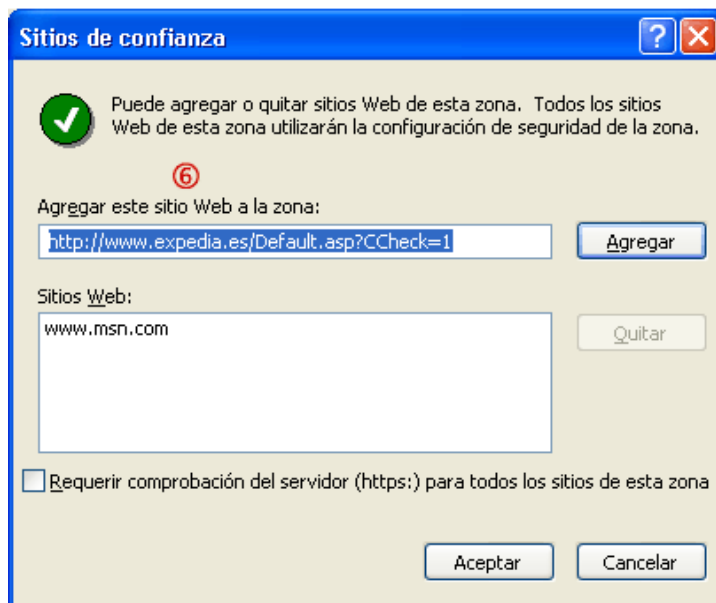 Sitios de confianza
Puede agregar o quitar sitios Web de esta zona. Todos los sitios
Web de esta zona utilizarán la configuración de seguridad de la zona.
⑥
Agregar este sitio Web a la zona:
http://www.expedia.es/Default.asp?CCheck=1
Agregar
Sitios Web:
www.msn.com
Quitar
Requerir comprobación del servidor (https:) para todos los sitios de esta zona
Aceptar
Cancelar